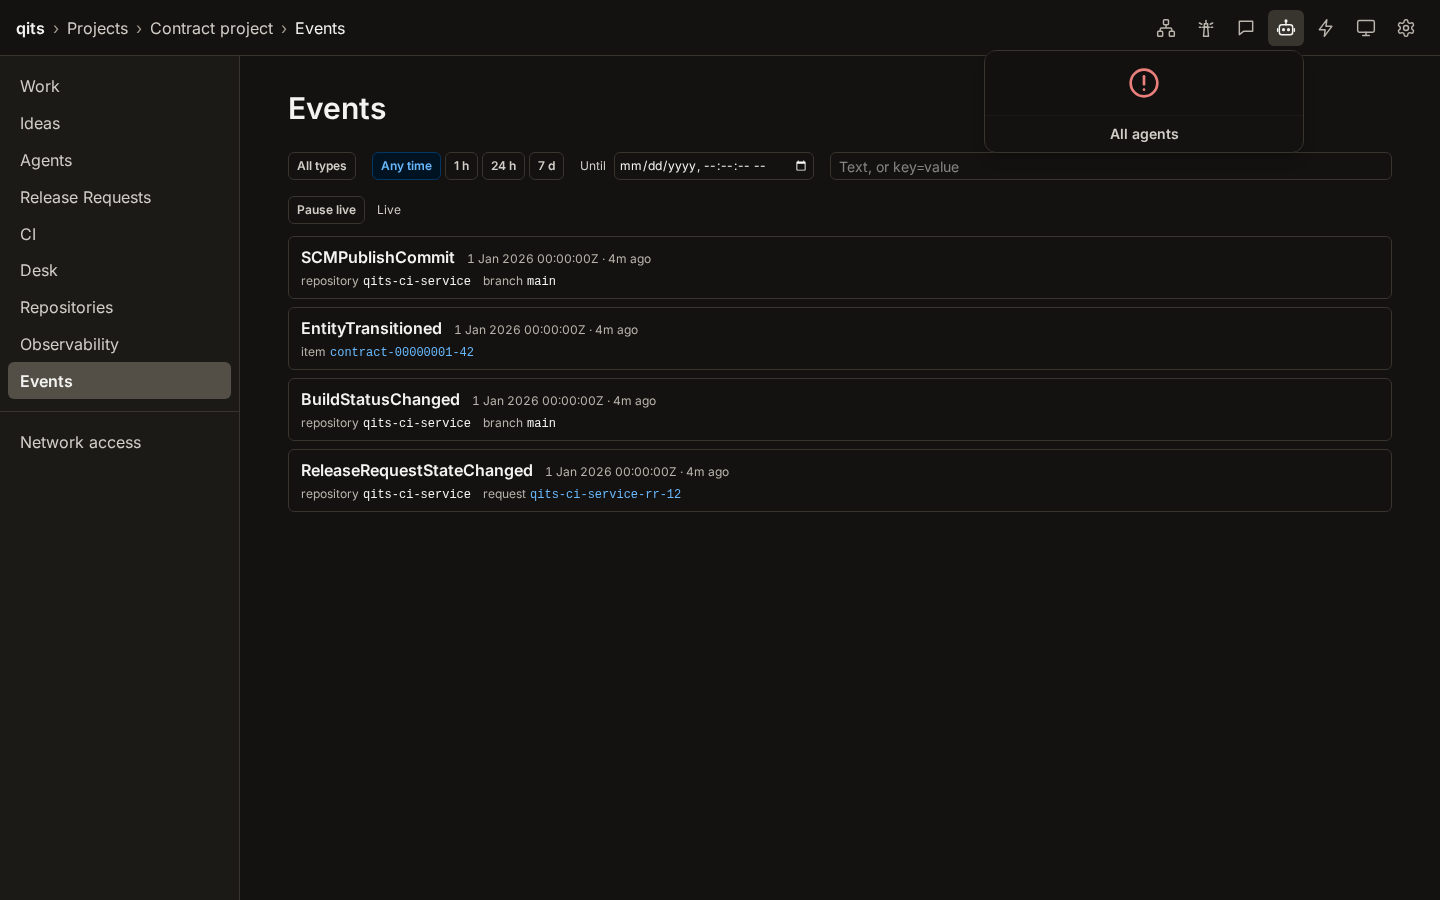 qits › Projects › Contract project › Events
Work
Ideas
Agents
Release Requests
CI
Desk
Repositories
Observability
Events
Network access
All agents
Events
All types Any time 1 h 24 h 7 d Until mm/dd/yyyy, --:--:-- -- Text, or key=value
Pause live Live
SCMPublishCommit 1 Jan 2026 00:00:00Z · 4m ago
repository qits-ci-service branch main
EntityTransitioned 1 Jan 2026 00:00:00Z · 4m ago
item contract-00000001-42
BuildStatusChanged 1 Jan 2026 00:00:00Z · 4m ago
repository qits-ci-service branch main
ReleaseRequestStateChanged 1 Jan 2026 00:00:00Z · 4m ago
repository qits-ci-service request qits-ci-service-rr-12